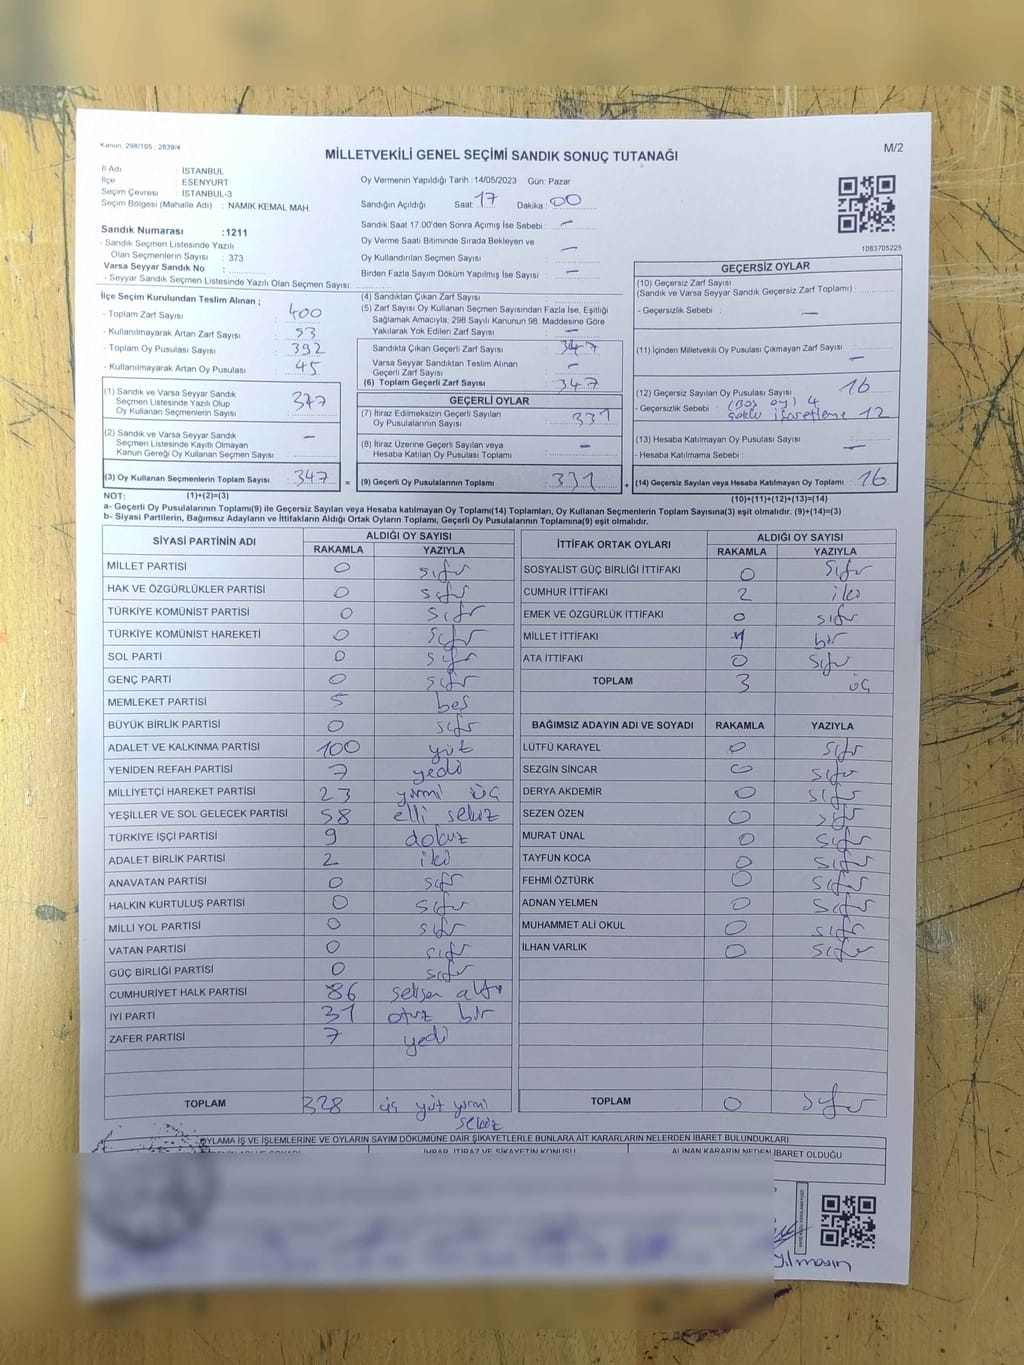 Kanun, 298/105 , 2839/4
MİLLETVEKİLİ GENEL SEÇİMİ SANDIK SONUÇ TUTANAĞI
M/2
İl Adı : İSTANBUL
İlçe : ESENYURT
Seçim Çevresi : İSTANBUL-3
Seçim Bölgesi (Mahalle Adı) : NAMIK KEMAL MAH.
Oy Vermenin Yapıldığı Tarih : 14/05/2023 Gün: Pazar
Sandığın Açıldığı Saat: 17 Dakika: 00
Sandık Saat 17:00'den Sonra Açımış İse Sebebi : –
Oy Verme Saati Bitiminde Sırada Bekleyen ve
Oy Kullandırılan Seçmen Sayısı : –
Birden Fazla Sayım Döküm Yapılmış İse Sayısı : –
1083705225
Sandık Numarası :1211
- Sandık Seçmen Listesinde Yazılı
Olan Seçmenlerin Sayısı : 373
Varsa Seyyar Sandık No :
- Seyyar Sandık Seçmen Listesinde Yazılı Olan Seçmen Sayısı:
İlçe Seçim Kurulundan Teslim Alınan ;
- Toplam Zarf Sayısı : 400
- Kullanılmayarak Artan Zarf Sayısı : 53
- Toplam Oy Pusulası Sayısı : 392
- Kullanılmayarak Artan Oy Pusulası : 45
(1) Sandık ve Varsa Seyyar Sandık
Seçmen Listesinde Yazılı Olup
Oy Kullanan Seçmenlerin Sayısı : 347
(2) Sandık ve Varsa Seyyar Sandık
Seçmen Listesinde Kayıtlı Olmayan
Kanun Gereği Oy Kullanan Seçmen Sayısı : –
(3) Oy Kullanan Seçmenlerin Toplam Sayısı : 347 =
(4) Sandıktan Çıkan Zarf Sayısı :
(5) Zarf Sayısı Oy Kullanan Seçmen Sayısından Fazla İse, Eşitliği
Sağlamak Amacıyla, 298 Sayılı Kanunun 98. Maddesine Göre
Yakılarak Yok Edilen Zarf Sayısı : –
Sandıkta Çıkan Geçerli Zarf Sayısı : 347
Varsa Seyyar Sandıktan Teslim Alınan
Geçerli Zarf Sayısı : –
(6) Toplam Geçerli Zarf Sayısı : 347
GEÇERLİ OYLAR
(7) İtiraz Edilmeksizin Geçerli Sayılan
Oy Pusulalarının Sayısı : 331
(8) İtiraz Üzerine Geçerli Sayılan veya
Hesaba Katılan Oy Pusulası Toplamı : –
(9) Geçerli Oy Pusulalarının Toplamı : 331 +
GEÇERSİZ OYLAR
(10) Geçersiz Zarf Sayısı
(Sandık ve Varsa Seyyar Sandık Geçersiz Zarf Toplamı) :
- Geçersizlik Sebebi : –
(11) İçinden Milletvekili Oy Pusulası Çıkmayan Zarf Sayısı : –
(12) Geçersiz Sayılan Oy Pusulası Sayısı : 16
- Geçersizlik Sebebi : (Boş oy) 4
çoklu işaretleme 12
(13) Hesaba Katılmayan Oy Pusulası Sayısı :
- Hesaba Katılmama Sebebi : –
(14) Geçersiz Sayılan veya Hesaba Katılmayan Oy Toplamı : 16
NOT: (1)+(2)=(3) (10)+(11)+(12)+(13)=(14)
a- Geçerli Oy Pusulalarının Toplamı(9) ile Geçersiz Sayılan veya Hesaba katılmayan Oy Toplamı(14) Toplamları, Oy Kullanan Seçmenlerin Toplam Sayısına(3) eşit olmalıdır. (9)+(14)=(3)
b- Siyasi Partilerin, Bağımsız Adayların ve İttifakların Aldığı Ortak Oyların Toplamı, Geçerli Oy Pusulalarının Toplamına(9) eşit olmalıdır.
SİYASİ PARTİNİN ADI ALDIĞI OY SAYISI
RAKAMLA YAZIYLA
MİLLET PARTİSİ 0 sıfır
HAK VE ÖZGÜRLÜKLER PARTİSİ 0 sıfır
TÜRKİYE KOMÜNİST PARTİSİ 0 sıfır
TÜRKİYE KOMÜNİST HAREKETİ 0 sıfır
SOL PARTİ 0 sıfır
GENÇ PARTİ 0 sıfır
MEMLEKET PARTİSİ 5 beş
BÜYÜK BİRLİK PARTİSİ 0 sıfır
ADALET VE KALKINMA PARTİSİ 100 yüz
YENİDEN REFAH PARTİSİ 7 yedi
MİLLİYETÇİ HAREKET PARTİSİ 23 yirmi üç
YEŞİLLER VE SOL GELECEK PARTİSİ 58 elli sekiz
TÜRKİYE İŞÇİ PARTİSİ 9 dokuz
ADALET BİRLİK PARTİSİ 2 iki
ANAVATAN PARTİSİ 0 sıfır
HALKIN KURTULUŞ PARTİSİ 0 sıfır
MİLLİ YOL PARTİSİ 0 sıfır
VATAN PARTİSİ 0 sıfır
GÜÇ BİRLİĞİ PARTİSİ 0 sıfır
CUMHURİYET HALK PARTİSİ 86 seksen altı
İYİ PARTİ 31 otuz bir
ZAFER PARTİSİ 7 yedi
TOPLAM 328 üç yüz yirmi
sekiz
İTTİFAK ORTAK OYLARI ALDIĞI OY SAYISI
RAKAMLA YAZIYLA
SOSYALİST GÜÇ BİRLİĞİ İTTİFAKI 0 sıfır
CUMHUR İTTİFAKI 2 iki
EMEK VE ÖZGÜRLÜK İTTİFAKI 0 sıfır
MİLLET İTTİFAKI 1 bir
ATA İTTİFAKI 0 sıfır
TOPLAM 3 üç
BAĞIMSIZ ADAYIN ADI VE SOYADI RAKAMLA YAZIYLA
LÜTFÜ KARAYEL 0 sıfır
SEZGİN SİNCAR 0 sıfır
DERYA AKDEMİR 0 sıfır
SEZEN ÖZEN 0 sıfır
MURAT ÜNAL 0 sıfır
TAYFUN KOCA 0 sıfır
FEHMİ ÖZTÜRK 0 sıfır
ADNAN YELMEN 0 sıfır
MUHAMMET ALİ OKUL 0 sıfır
İLHAN VARLIK 0 sıfır
TOPLAM 0 sıfır
OYLAMA İŞ VE İŞLEMLERİNE VE OYLARIN SAYIM DÖKÜMÜNE DAİR ŞİKAYETLERLE BUNLARA AİT KARARLARIN NELERDEN İBARET BULUNDUKLARI
İHBAR, İTİRAZ VE ŞİKAYETİN KONUSU ALINAN KARARIN NEDEN İBARET OLDUĞU